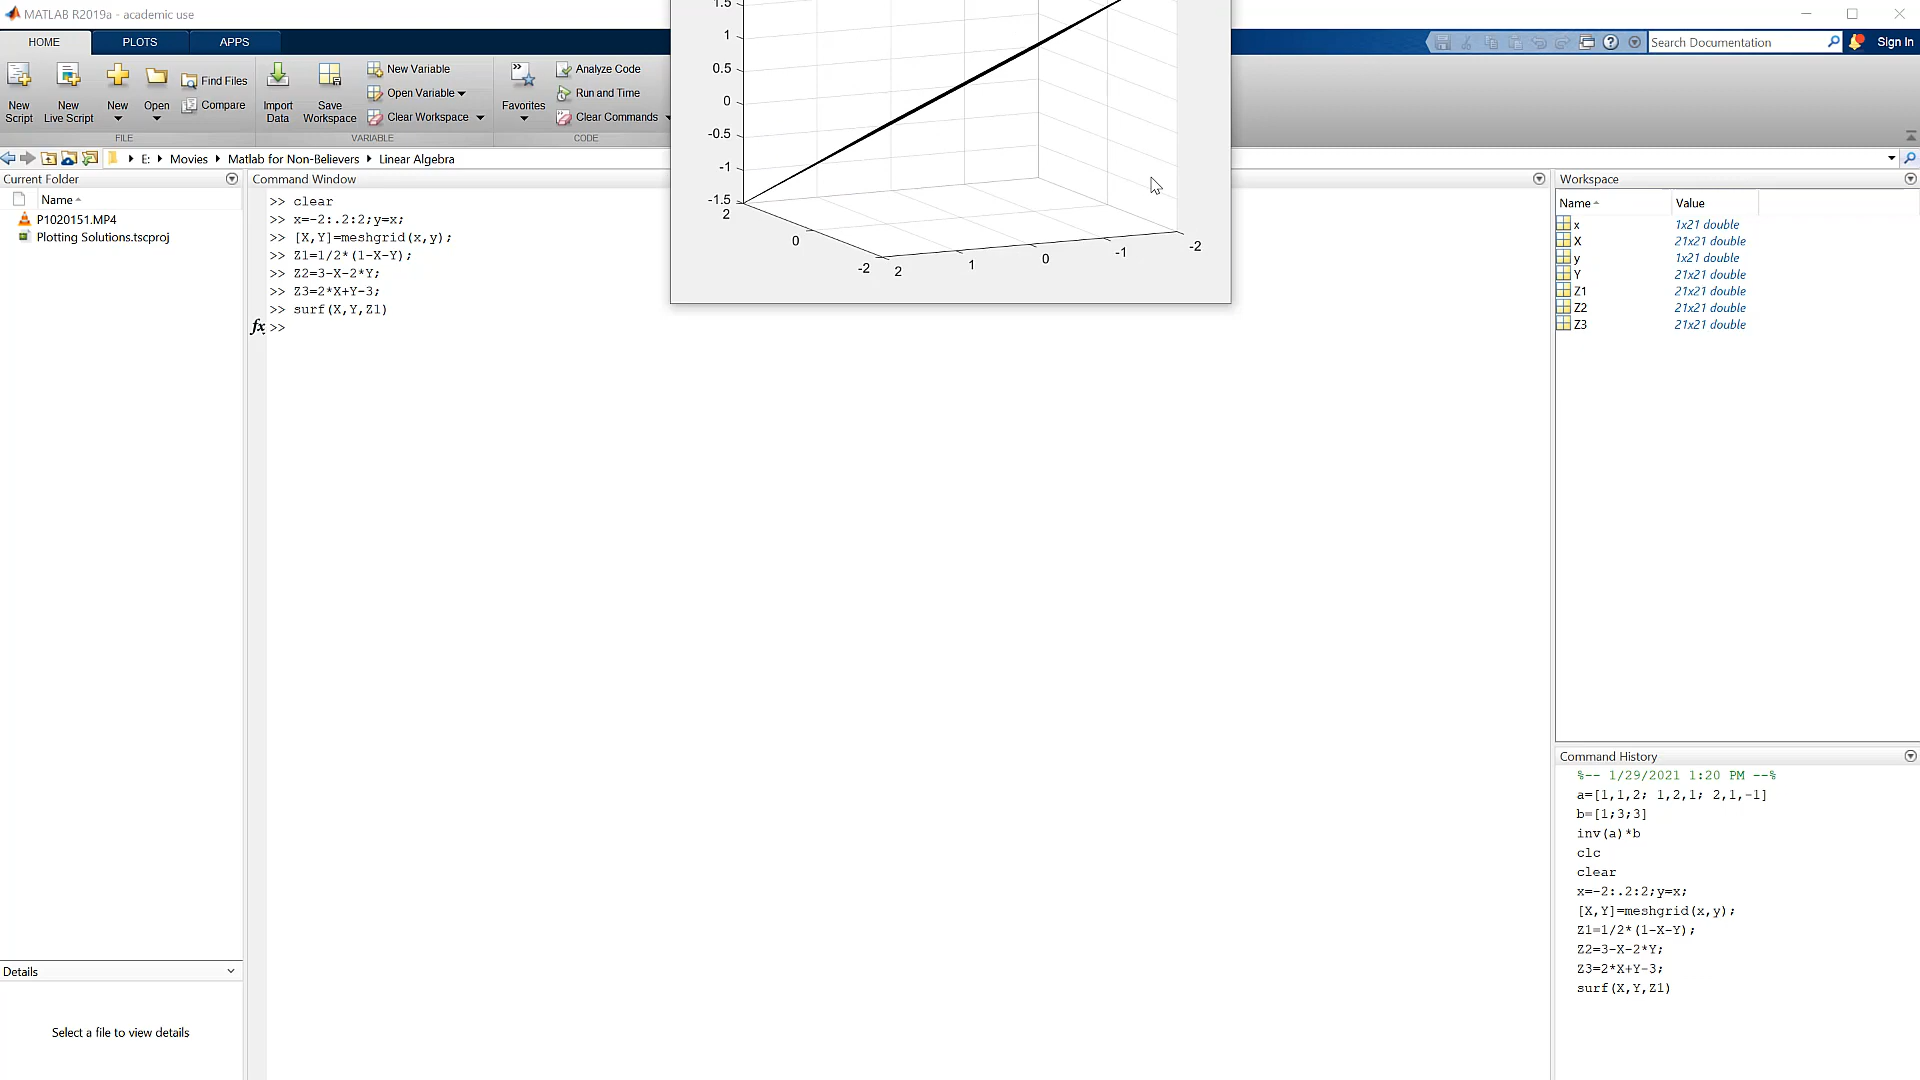 MATLAB R2019a - academic use
HOME PLOTS APPS
Search Documentation
Sign In
New Script
New Live Script
New
Open
Find Files
Compare
FILE
Import Data
Save Workspace
New Variable
Open Variable
Clear Workspace
VARIABLE
Favorites
Analyze Code
Run and Time
Clear Commands
CODE
E: Movies Matlab for Non-Believers Linear Algebra
Current Folder
Name
P1020151.MP4
Plotting Solutions.tscproj
Details
Select a file to view details
Command Window
>> clear
>> x=-2:.2:2;y=x;
>> [X,Y]=meshgrid(x,y);
>> Z1=1/2*(1-X-Y);
>> Z2=3-X-2*Y;
>> Z3=2*X+Y-3;
>> surf(X,Y,Z1)
fx >>
1.5
1
0.5
0
-0.5
-1
-1.5
2
0
-2
2
1
0
-1
-2
Workspace
Name Value
x 1x21 double
X 21x21 double
y 1x21 double
Y 21x21 double
Z1 21x21 double
Z2 21x21 double
Z3 21x21 double
Command History
%-- 1/29/2021 1:20 PM --%
a=[1,1,2; 1,2,1; 2,1,-1]
b=[1;3;3]
inv(a)*b
clc
clear
x=-2:.2:2;y=x;
[X,Y]=meshgrid(x,y);
Z1=1/2*(1-X-Y);
Z2=3-X-2*Y;
Z3=2*X+Y-3;
surf(X,Y,Z1)